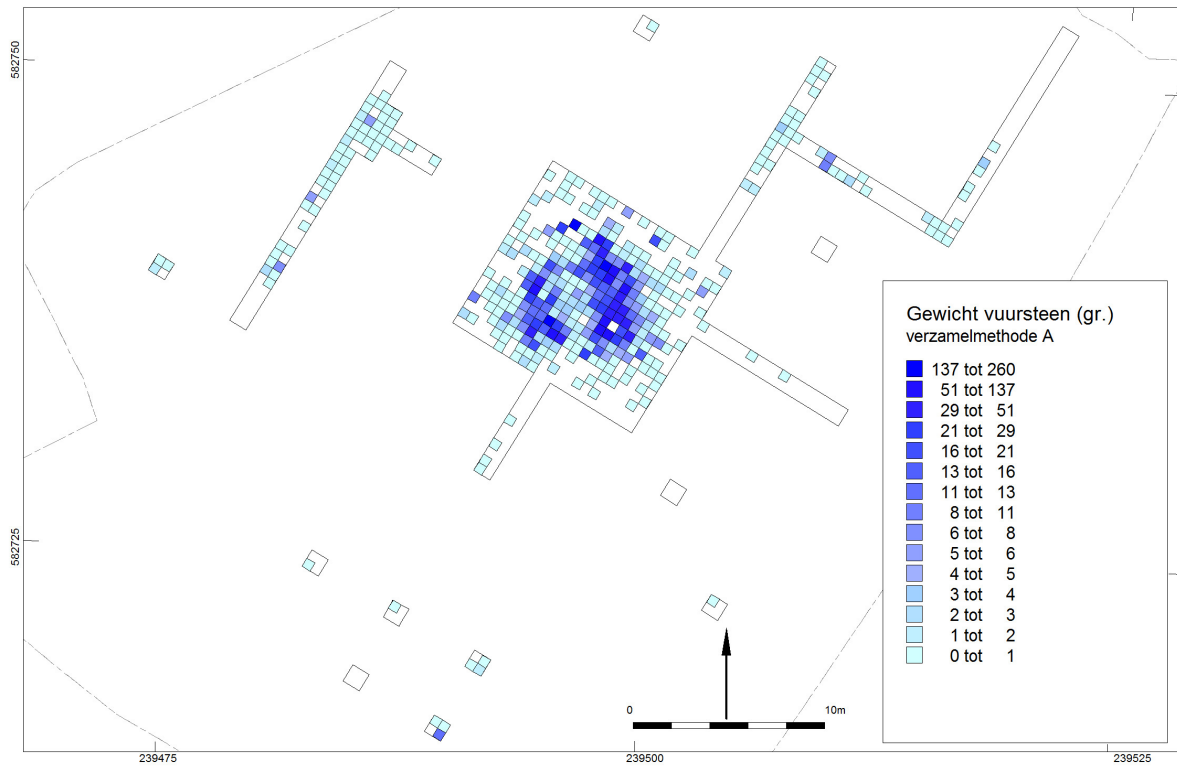 582750
582725
Gewicht vuursteen (gr.)
verzamelmethode A
137 tot 260
51 tot 137
29 tot 51
21 tot 29
16 tot 21
13 tot 16
11 tot 13
8 tot 11
6 tot 8
5 tot 6
4 tot 5
3 tot 4
2 tot 3
1 tot 2
0 tot 1
0 10m
239475 239500 239525